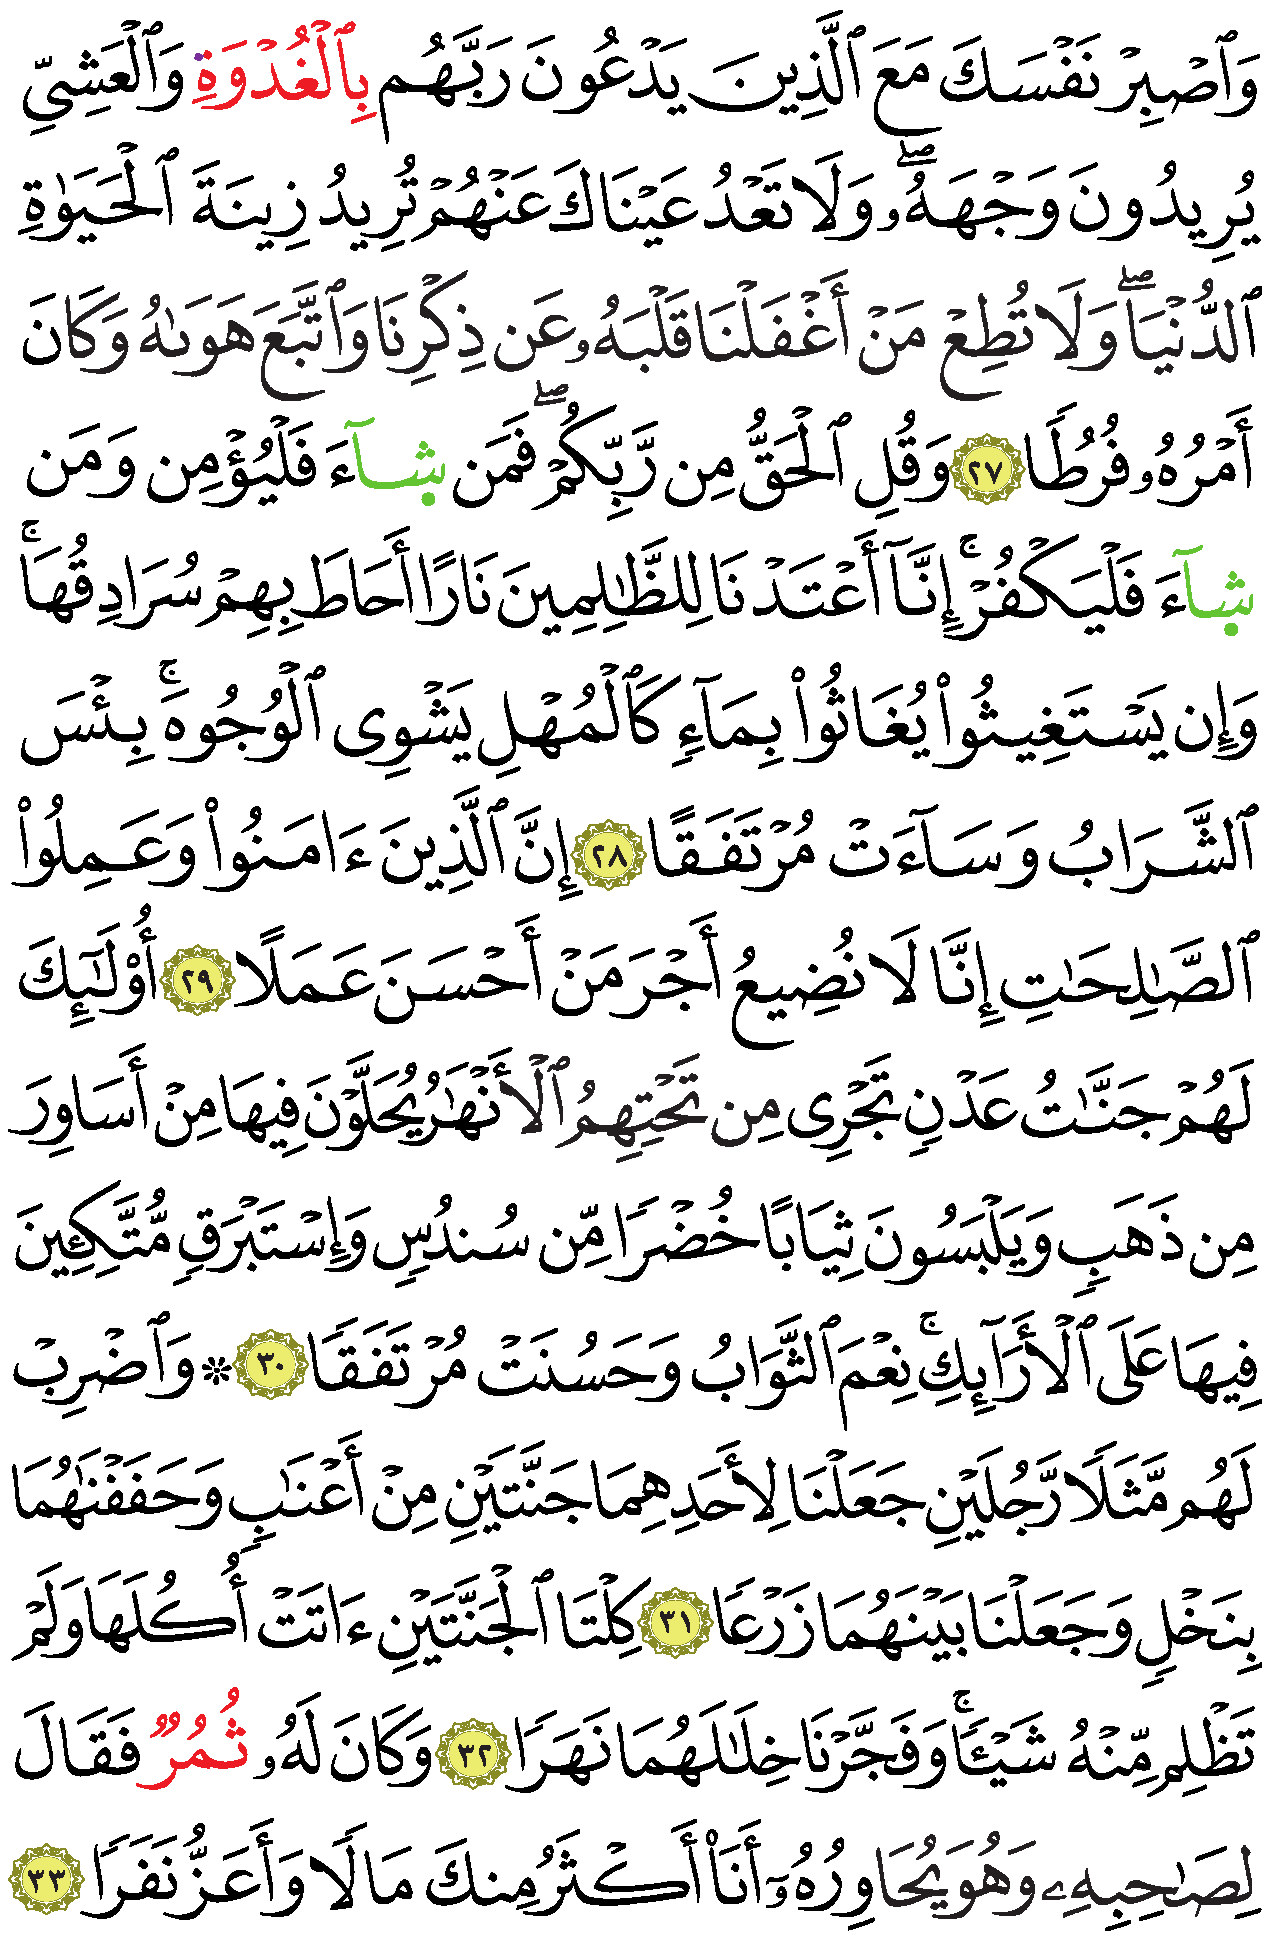 وَٱصْبِرْ نَفْسَكَ مَعَ ٱلَّذِينَ يَدْعُونَ رَبَّهُم بِٱلْغُدْوَةِ وَٱلْعَشِىِّ
يُرِيدُونَ وَجْهَهُۥۖ وَلَا تَعْدُ عَيْنَاكَ عَنْهُمْ تُرِيدُ زِينَةَ ٱلْحَيَوٰةِ
ٱلدُّنْيَاۖ وَلَا تُطِعْ مَنْ أَغْفَلْنَا قَلْبَهُۥ عَن ذِكْرِنَا وَٱتَّبَعَ هَوَىٰهُ وَكَانَ
أَمْرُهُۥ فُرُطًا ٢٧ وَقُلِ ٱلْحَقُّ مِن رَّبِّكُمْۖ فَمَن شَآءَ فَلْيُؤْمِن وَمَن
شَآءَ فَلْيَكْفُرْۚ إِنَّآ أَعْتَدْنَا لِلظَّٰلِمِينَ نَارًا أَحَاطَ بِهِمْ سُرَادِقُهَاۚ
وَإِن يَسْتَغِيثُوا۟ يُغَاثُوا۟ بِمَآءٍ كَٱلْمُهْلِ يَشْوِى ٱلْوُجُوهَۚ بِئْسَ
ٱلشَّرَابُ وَسَآءَتْ مُرْتَفَقًا ٢٨ إِنَّ ٱلَّذِينَ ءَامَنُوا۟ وَعَمِلُوا۟
ٱلصَّٰلِحَٰتِ إِنَّا لَا نُضِيعُ أَجْرَ مَنْ أَحْسَنَ عَمَلًا ٢٩ أُو۟لَٰٓئِكَ
لَهُمْ جَنَّٰتُ عَدْنٍ تَجْرِى مِن تَحْتِهِمُ ٱلْأَنْهَٰرُ يُحَلَّوْنَ فِيهَا مِنْ أَسَاوِرَ
مِن ذَهَبٍ وَيَلْبَسُونَ ثِيَابًا خُضْرًا مِّن سُندُسٍ وَإِسْتَبْرَقٍ مُّتَّكِـِٔينَ
فِيهَا عَلَى ٱلْأَرَآئِكِۚ نِعْمَ ٱلثَّوَابُ وَحَسُنَتْ مُرْتَفَقًا ٣٠ ۞ وَٱضْرِبْ
لَهُم مَّثَلًا رَّجُلَيْنِ جَعَلْنَا لِأَحَدِهِمَا جَنَّتَيْنِ مِنْ أَعْنَٰبٍ وَحَفَفْنَٰهُمَا
بِنَخْلٍ وَجَعَلْنَا بَيْنَهُمَا زَرْعًا ٣١ كِلْتَا ٱلْجَنَّتَيْنِ ءَاتَتْ أُكُلَهَا وَلَمْ
تَظْلِم مِّنْهُ شَيْـًٔاۚ وَفَجَّرْنَا خِلَٰلَهُمَا نَهَرًا ٣٢ وَكَانَ لَهُۥ ثُمُرٌ فَقَالَ
لِصَٰحِبِهِۦ وَهُوَ يُحَاوِرُهُۥٓ أَنَا۠ أَكْثَرُ مِنكَ مَالًا وَأَعَزُّ نَفَرًا ٣٣